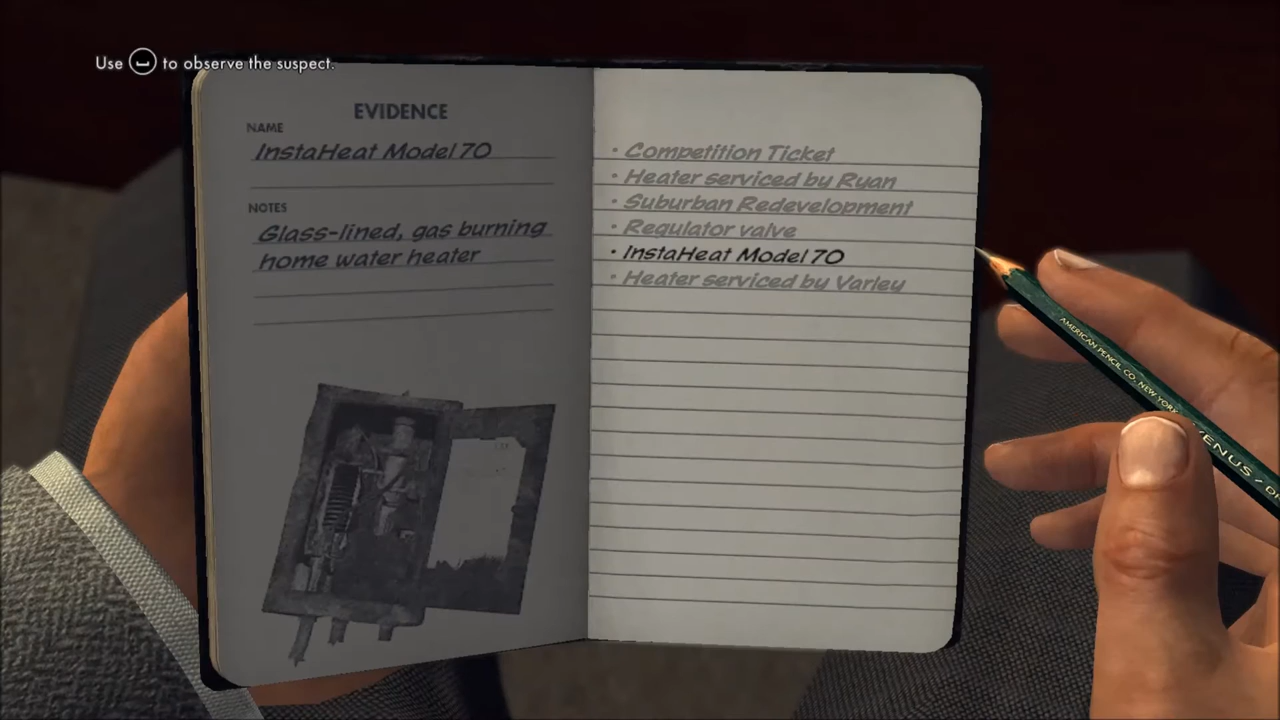 Use to observe the suspect.
EVIDENCE
NAME
InstaHeat Model 70
NOTES
Glass-lined, gas burning
home water heater
• Competition Ticket
• Heater serviced by Ryan
• Suburban Redevelopment
• Regulator valve
• InstaHeat Model 70
• Heater serviced by Varley
AMERICAN PENCIL CO. NEW YORK
VENUS